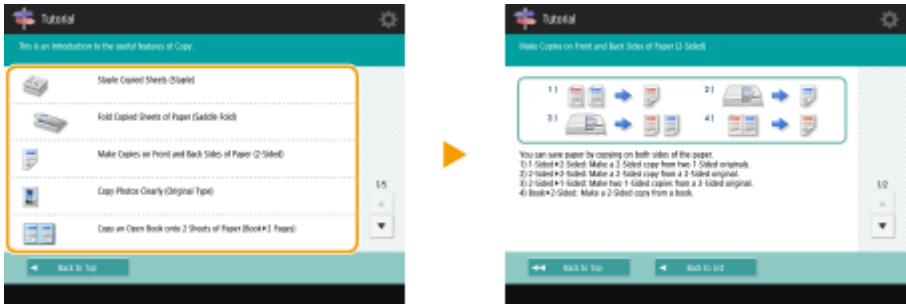 Tutorial
This is an introduction to the useful features of Copy.
Staple Copied Sheets (Staple)
Fold Copied Sheets of Paper (Saddle Fold)
Make Copies on Front and Back Sides of Paper (2-Sided)
Copy Photos Clearly (Original Type)
Copy an Open Book onto 2 Sheets of Paper (Book▸2 Pages)
1/5
Back to Top
Tutorial
Make Copies on Front and Back Sides of Paper (2-Sided)
1) 2)
3) 4)
You can save paper by copying on both sides of the paper.
1) 1-Sided▸2-Sided: Make a 2-Sided copy from two 1-Sided originals.
2) 2-Sided▸2-Sided: Make a 2-Sided copy from a 2-Sided original.
3) 2-Sided▸1-Sided: Make two 1-Sided copies from a 2-Sided original.
4) Book▸2-Sided: Make a 2-Sided copy from a book.
1/2
Back to Top
Back to List